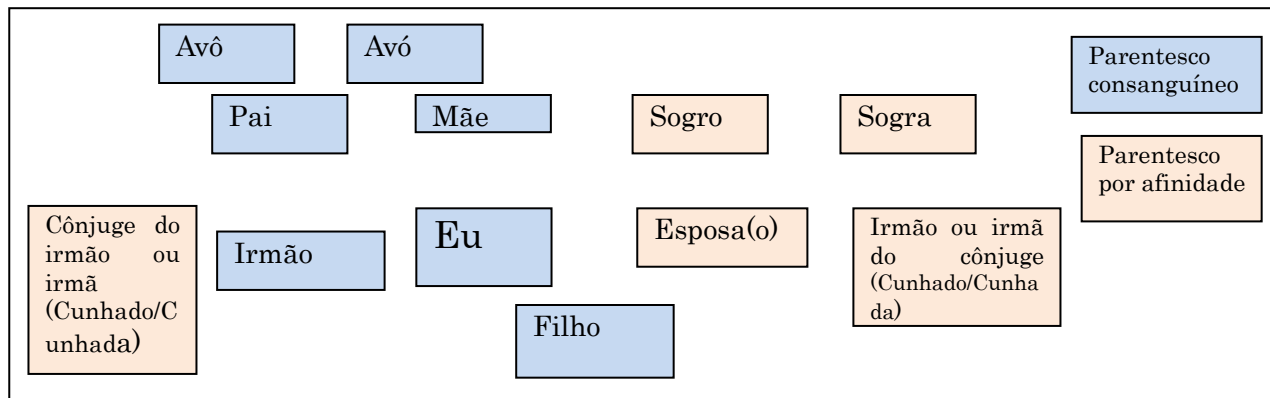 Avô
Avó
Parentesco
consanguíneo
Pai
Mãe
Sogro
Sogra
Parentesco
por afinidade
Cônjuge do
irmão ou
irmã
(Cunhado/C
unhada)
Irmão
Eu
Esposa(o)
Irmão ou irmã
do cônjuge
(Cunhado/Cunha
da)
Filho